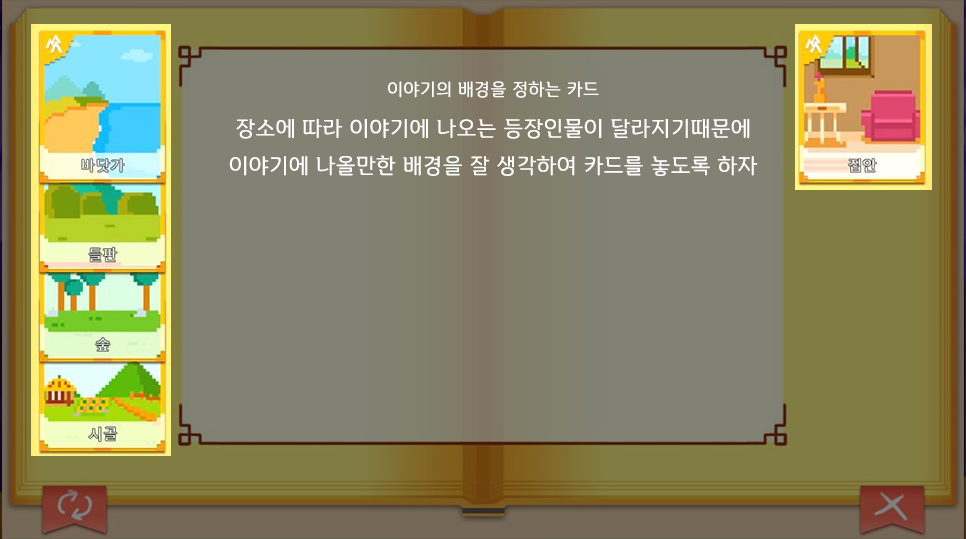 이야기의 배경을 정하는 카드
장소에 따라 이야기에 나오는 등장인물이 달라지기때문에
이야기에 나올만한 배경을 잘 생각하여 카드를 놓도록 하자
바닷가
들판
숲
시골
집안